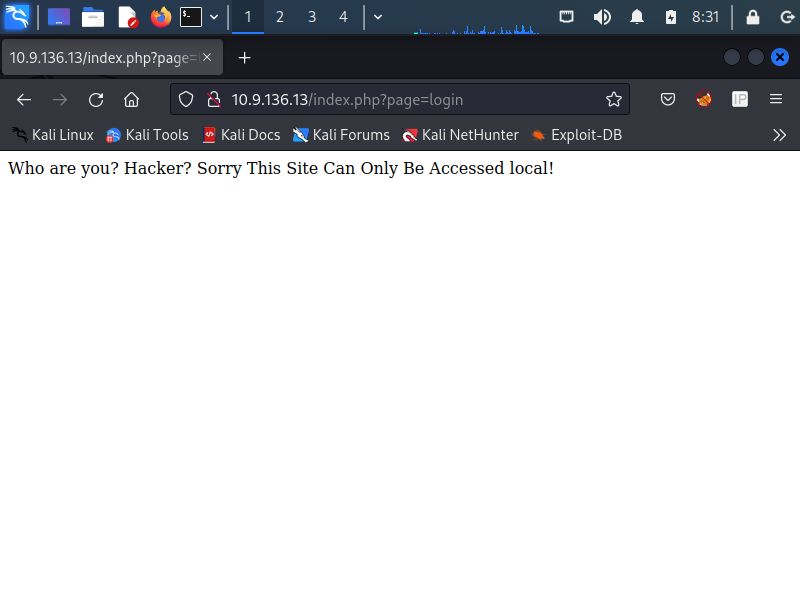 1 2 3 4 8:31
10.9.136.13/index.php?page=
10.9.136.13/index.php?page=login
Kali Linux Kali Tools Kali Docs Kali Forums Kali NetHunter Exploit-DB
Who are you? Hacker? Sorry This Site Can Only Be Accessed local!